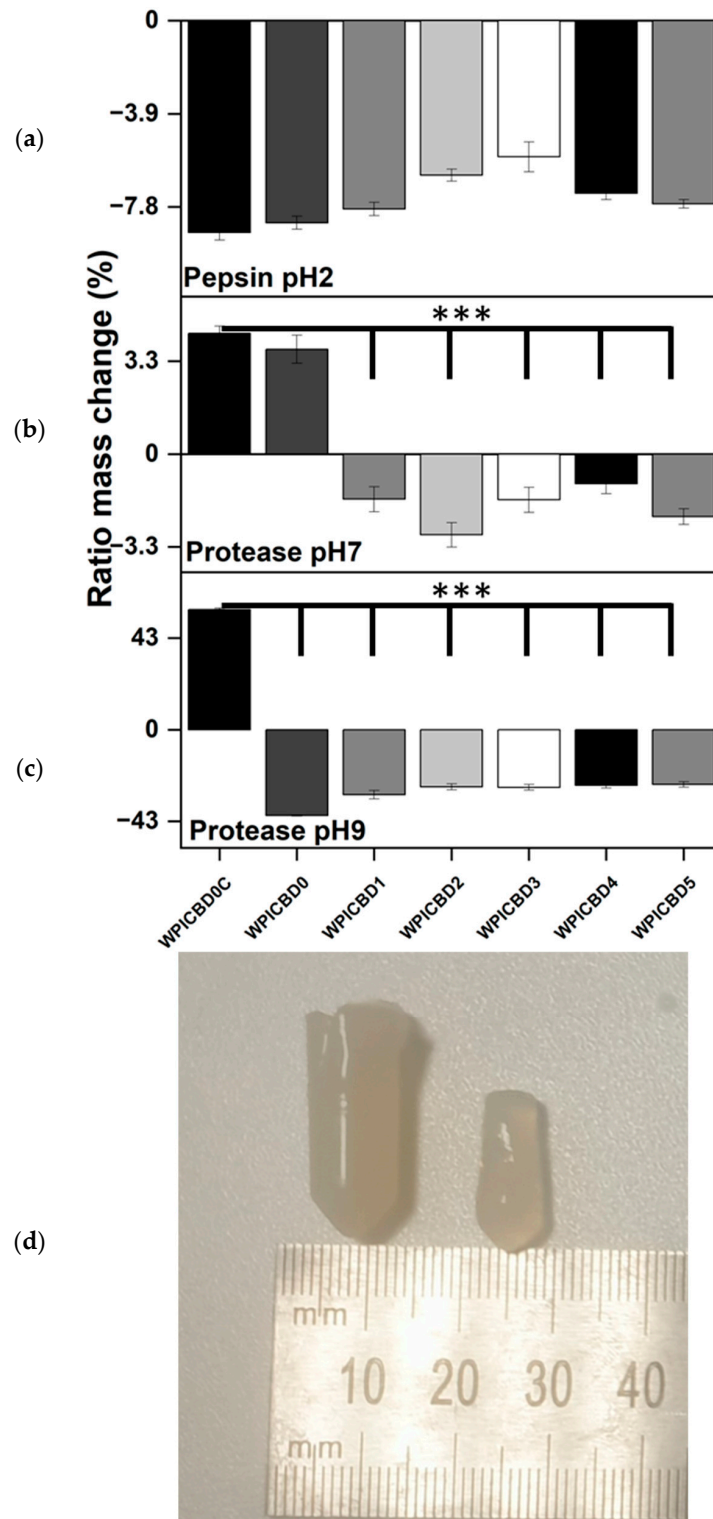 0
(a)
−3.9
−7.8
Pepsin pH2
Ratio mass change (%)
***
3.3
(b)
0
−3.3
Protease pH7
***
43
0
(c)
−43
Protease pH9
WPICBD0C WPICBD0 WPICBD1 WPICBD2 WPICBD3 WPICBD4 WPICBD5
(d)
mm
10 20 30 40
mm